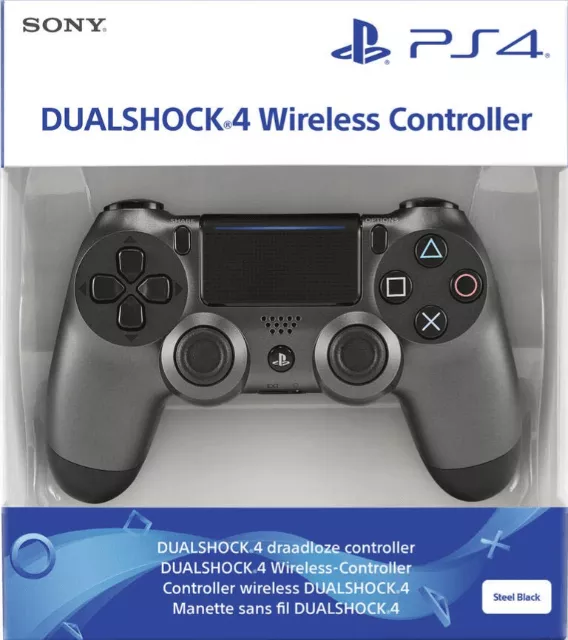 SONY
PS4
DUALSHOCK®4 Wireless Controller
SHARE
OPTIONS
EXT
DUALSHOCK®4 draadloze controller
DUALSHOCK®4 Wireless-Controller
Controller wireless DUALSHOCK®4
Manette sans fil DUALSHOCK®4
Steel Black